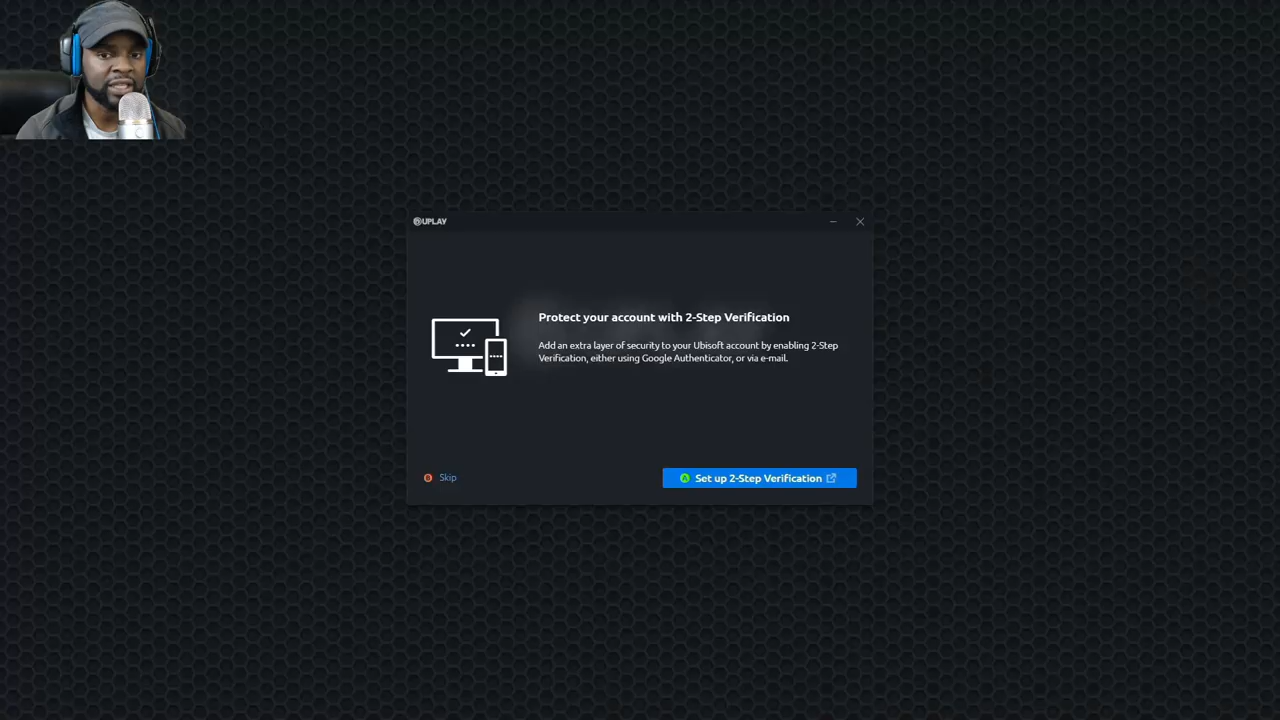 UPLAY
Protect your account with 2-Step Verification
Add an extra layer of security to your Ubisoft account by enabling 2-Step
Verification, either using Google Authenticator, or via e-mail.
B Skip
A Set up 2-Step Verification